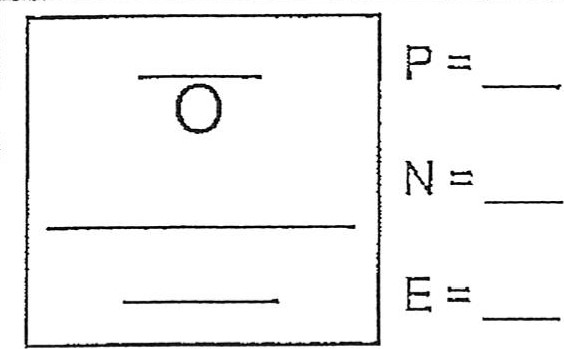 O
P = ___
N = ___
E = ___